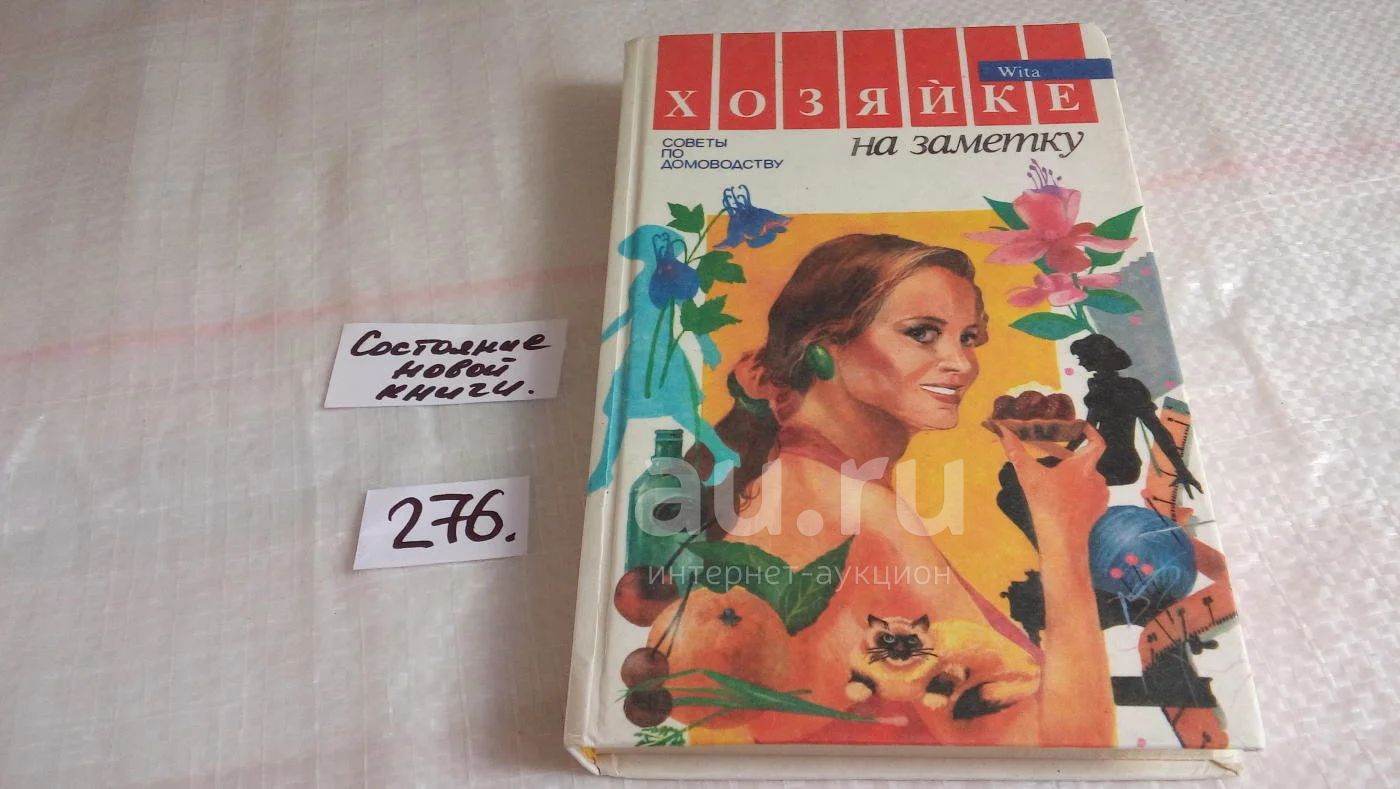 Wita
ХОЗЯЙКЕ
на заметку
СОВЕТЫ
ПО
ДОМОВОДСТВУ
Состояние
новой
книги.
276.
au.ru
интернет-аукцион